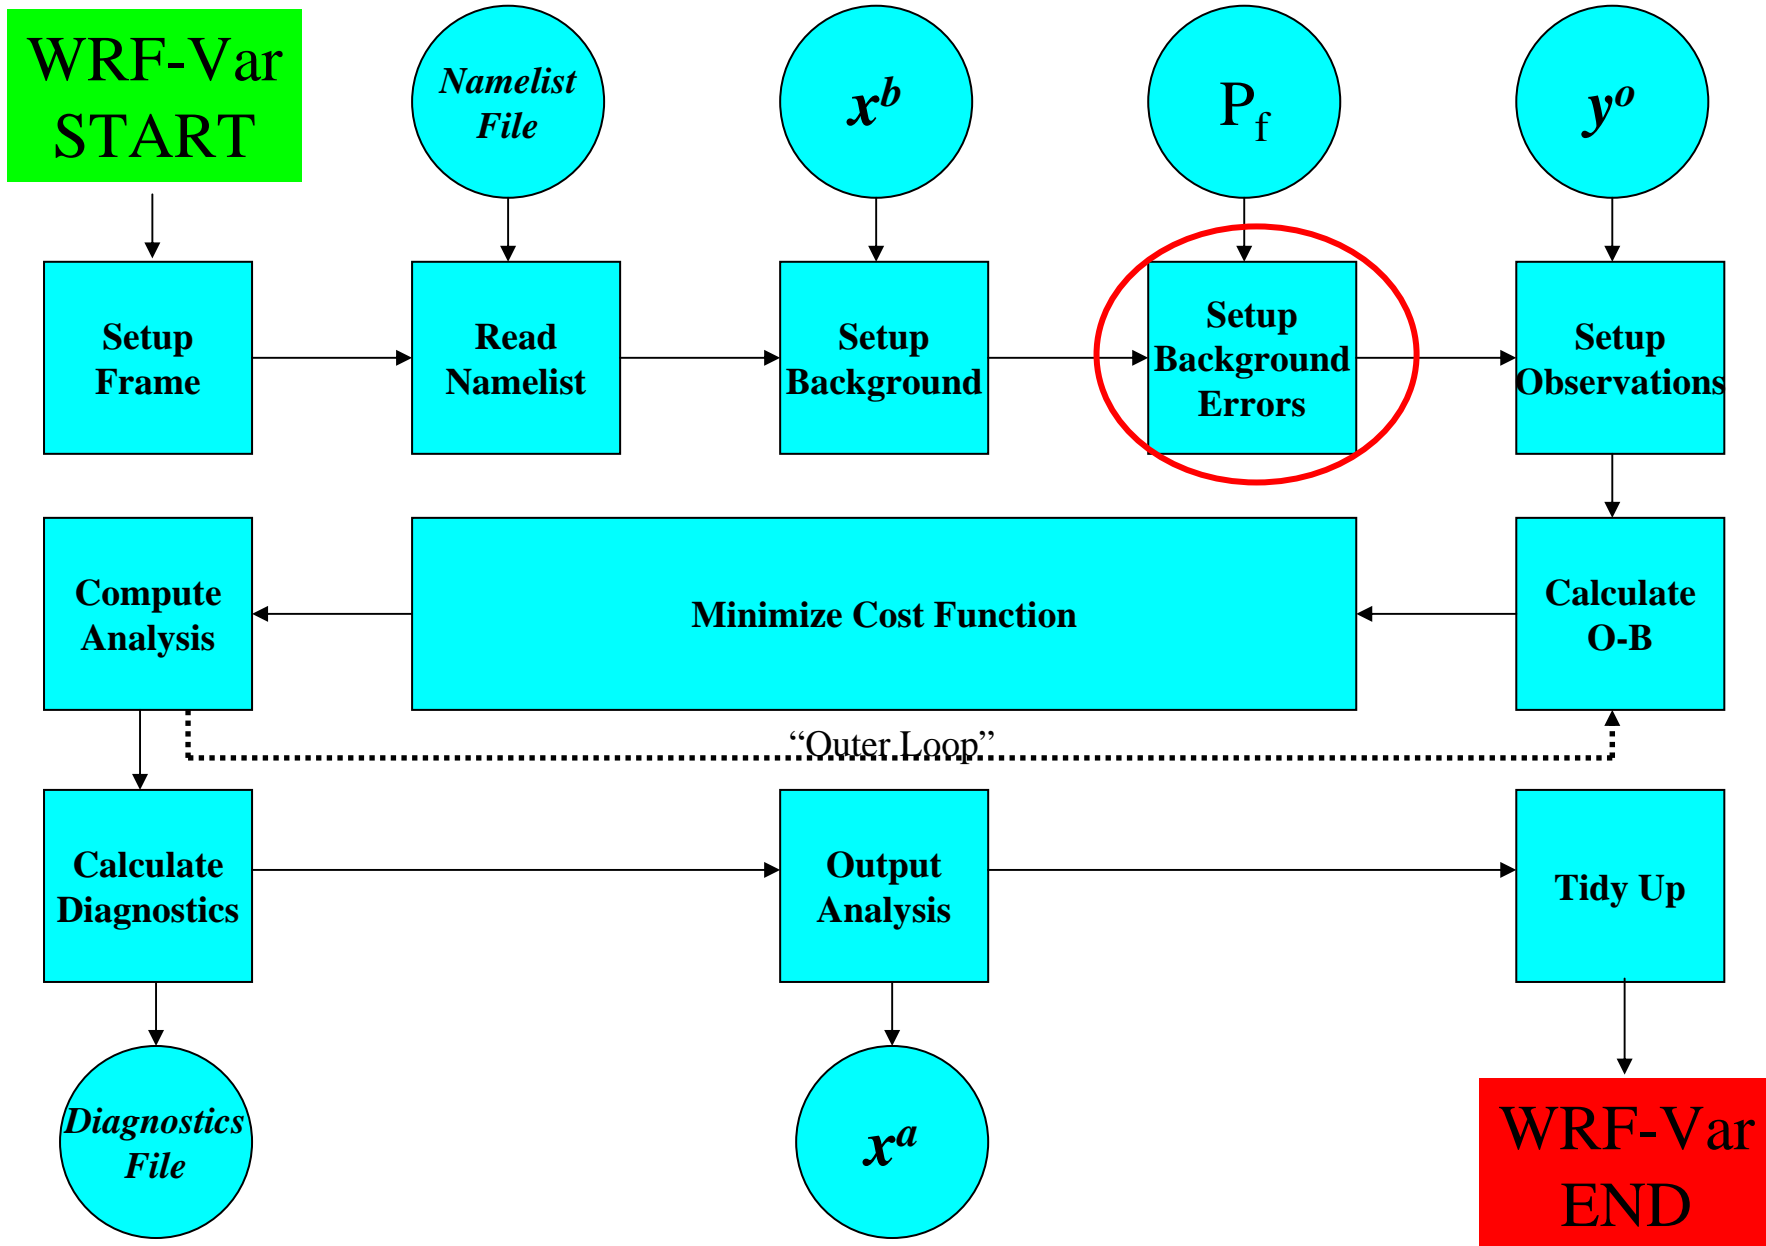 WRF-Var
START
Namelist
File
x^b
P_f
y^o
Setup
Frame
Read
Namelist
Setup
Background
Setup
Background
Errors
Setup
Observations
Compute
Analysis
Minimize Cost Function
Calculate
O-B
“Outer Loop”
Calculate
Diagnostics
Output
Analysis
Tidy Up
Diagnostics
File
x^a
WRF-Var
END